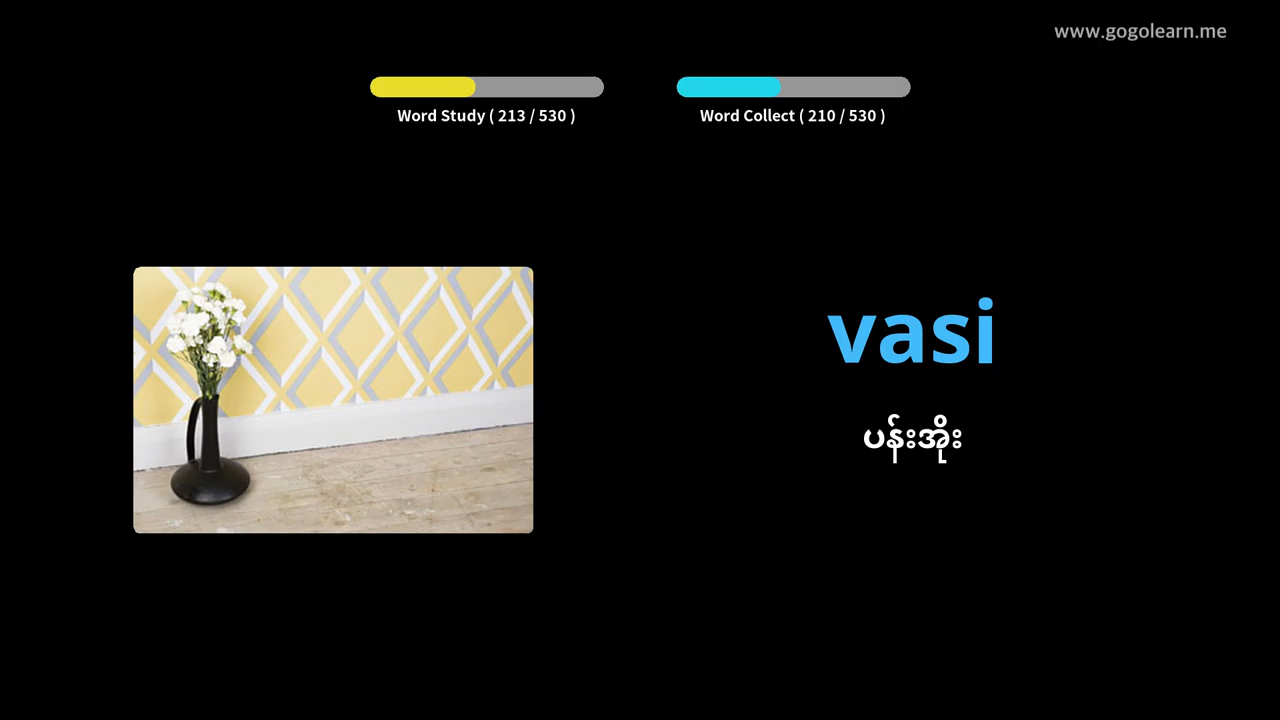 www.gogolearn.me
Word Study ( 213 / 530 )
Word Collect ( 210 / 530 )
vasi
ပန်းအိုး